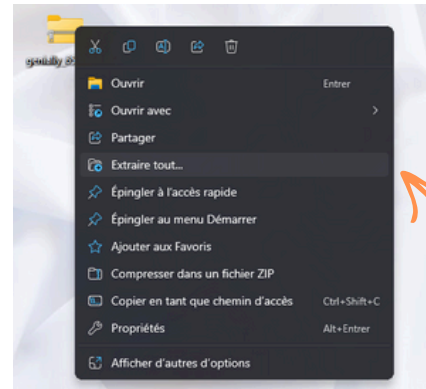 Ouvrir Entrer
Ouvrir avec
Partager
Extraire tout...
Épingler à l'accès rapide
Épingler au menu Démarrer
Ajouter aux Favoris
Compresser dans un fichier ZIP
Copier en tant que chemin d'accès Ctrl+Shift+C
Propriétés Alt+Entrer
Afficher d'autres d'options